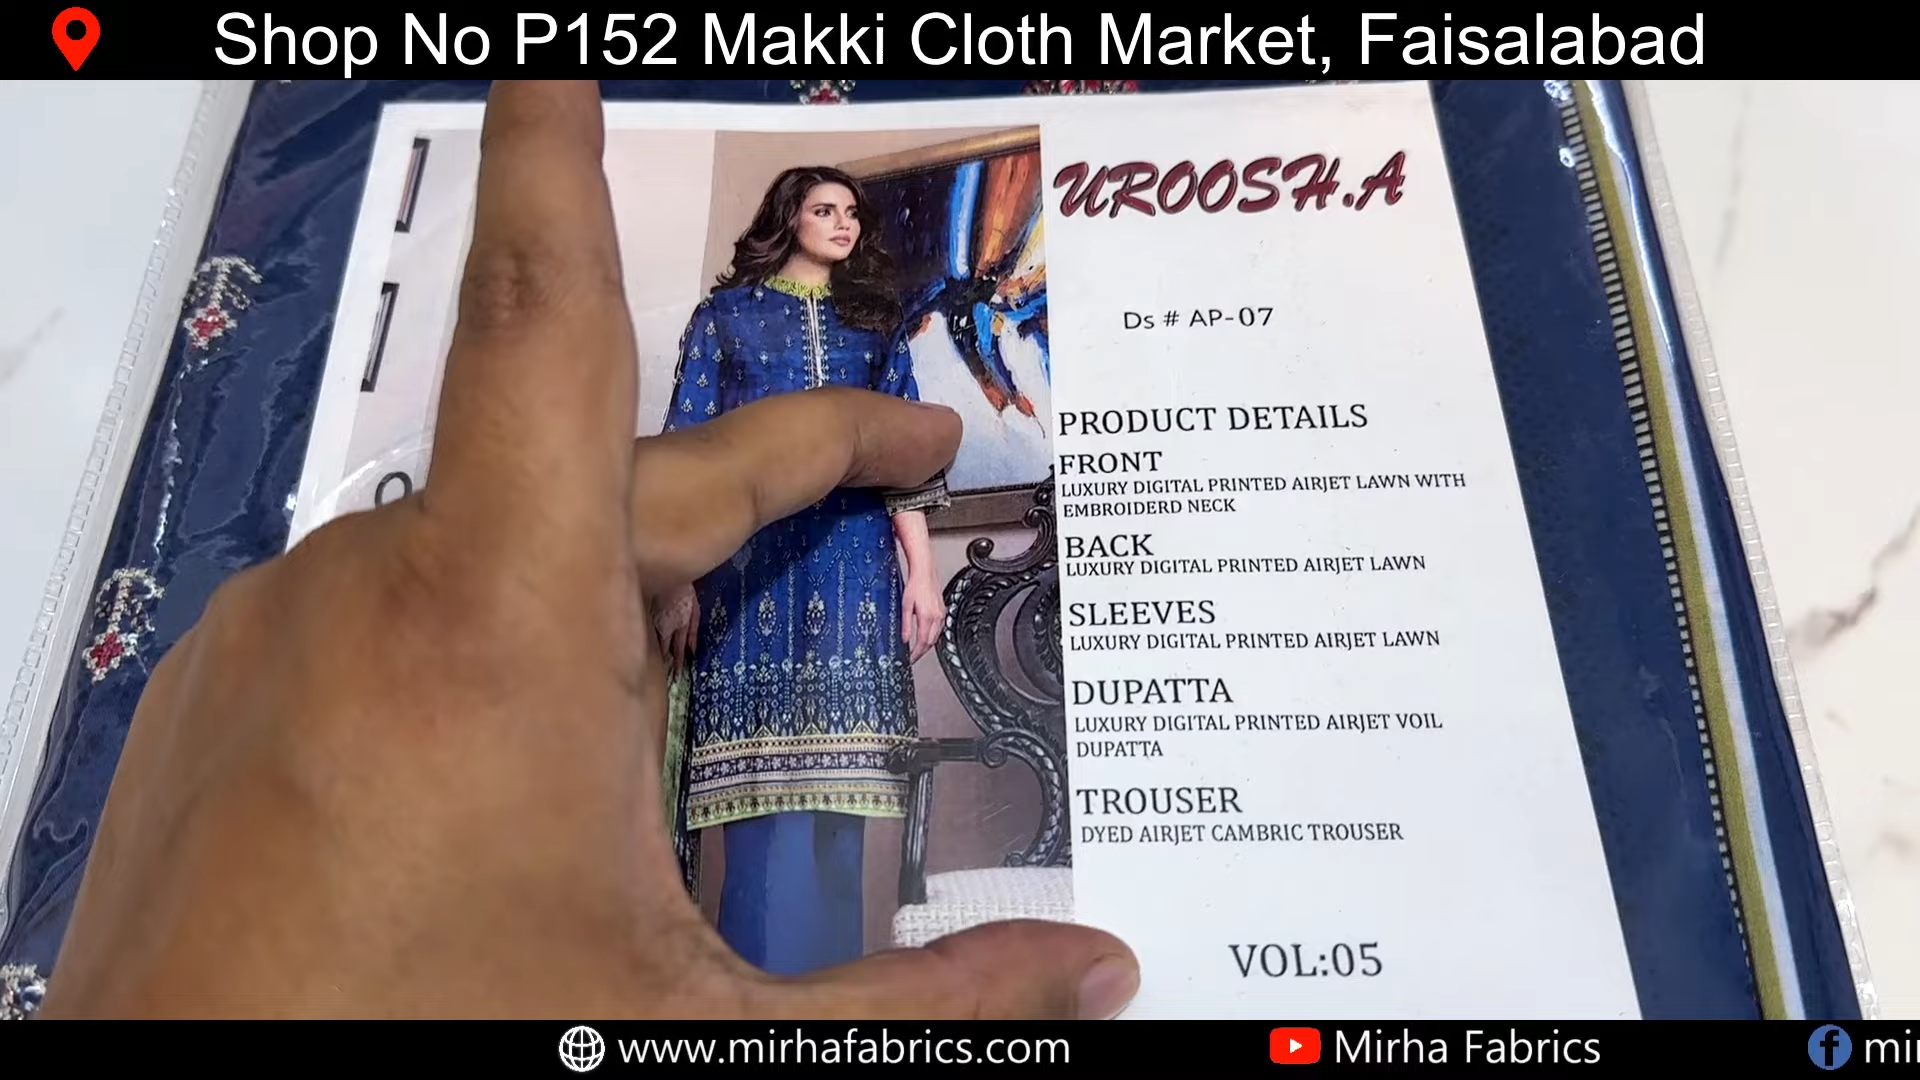 Shop No P152 Makki Cloth Market, Faisalabad
UROOSH.A
Ds # AP-07
PRODUCT DETAILS
FRONT
LUXURY DIGITAL PRINTED AIRJET LAWN WITH
EMBROIDERD NECK
BACK
LUXURY DIGITAL PRINTED AIRJET LAWN
SLEEVES
LUXURY DIGITAL PRINTED AIRJET LAWN
DUPATTA
LUXURY DIGITAL PRINTED AIRJET VOIL
DUPATTA
TROUSER
DYED AIRJET CAMBRIC TROUSER
VOL:05
www.mirhafabrics.com
Mirha Fabrics